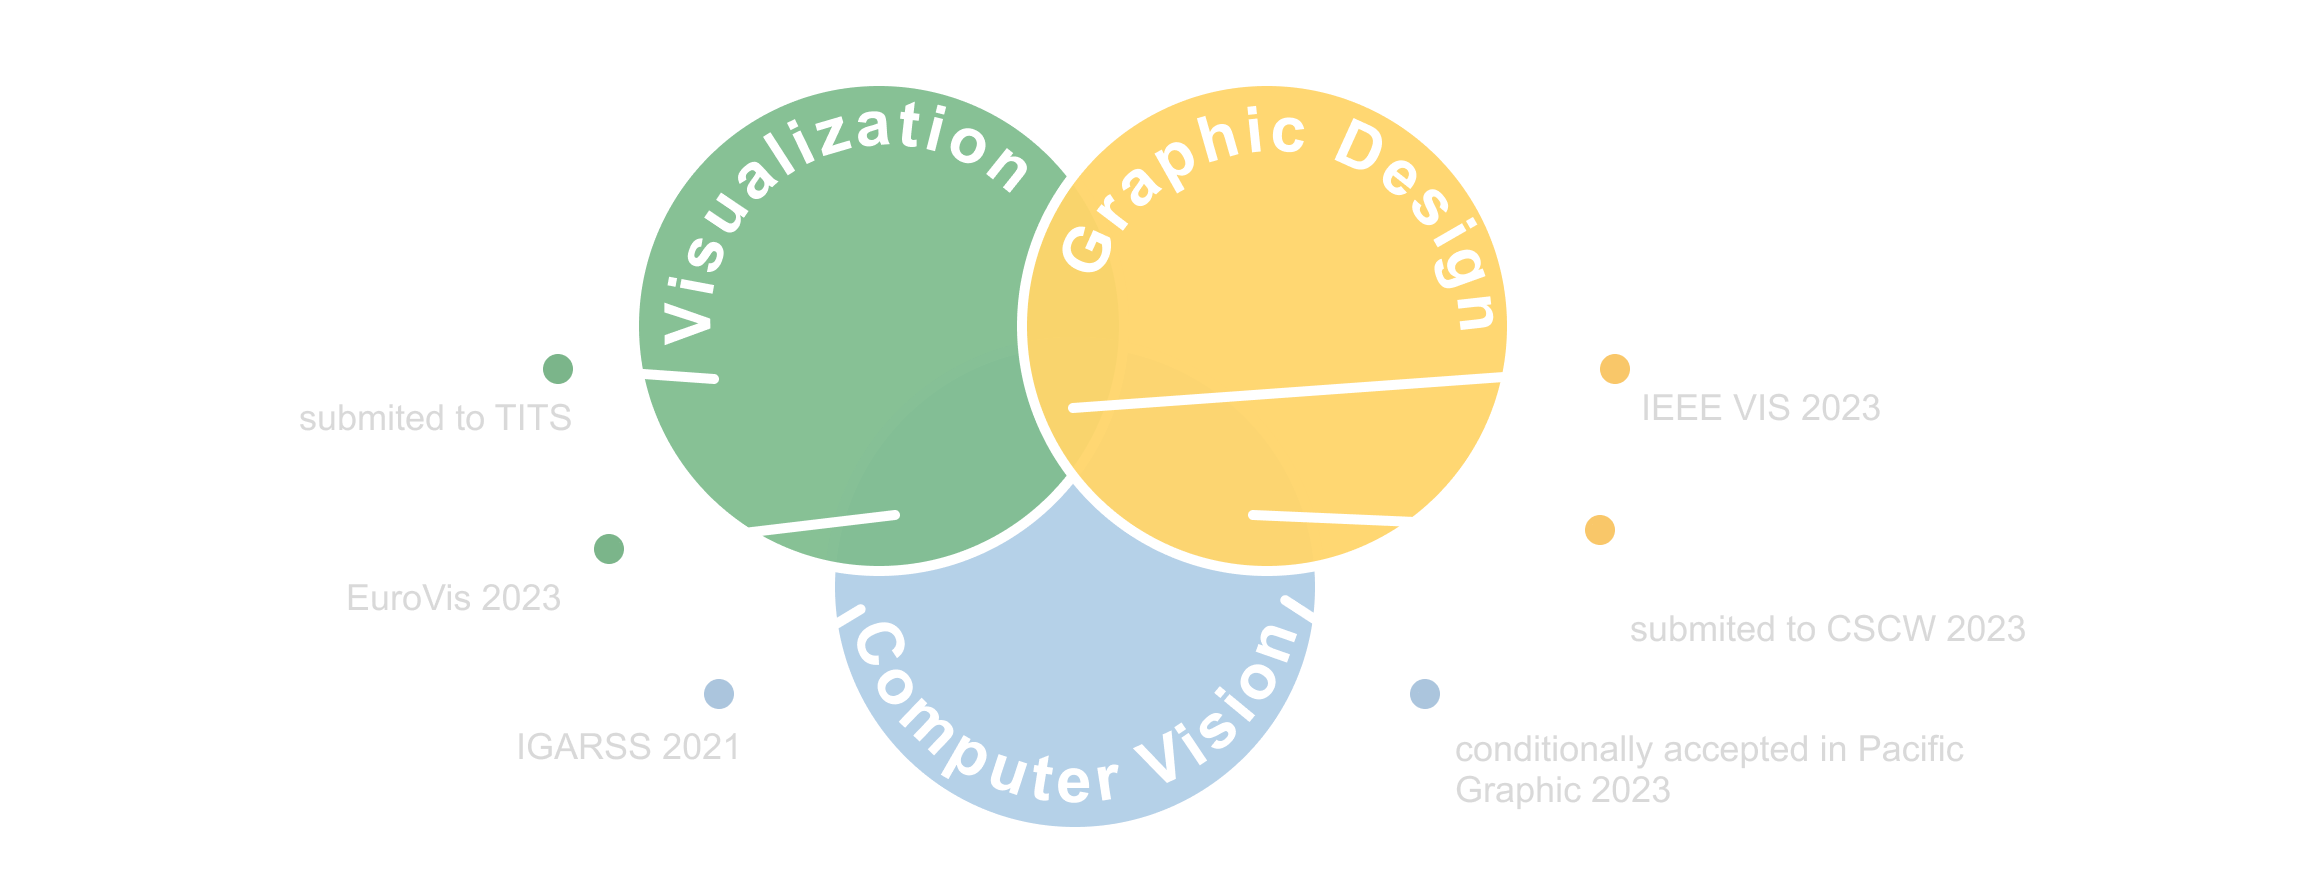 Visualization
Graphic Design
submited to TITS
IEEE VIS 2023
EuroVis 2023
submited to CSCW 2023
Computer Vision
IGARSS 2021
conditionally accepted in Pacific
Graphic 2023